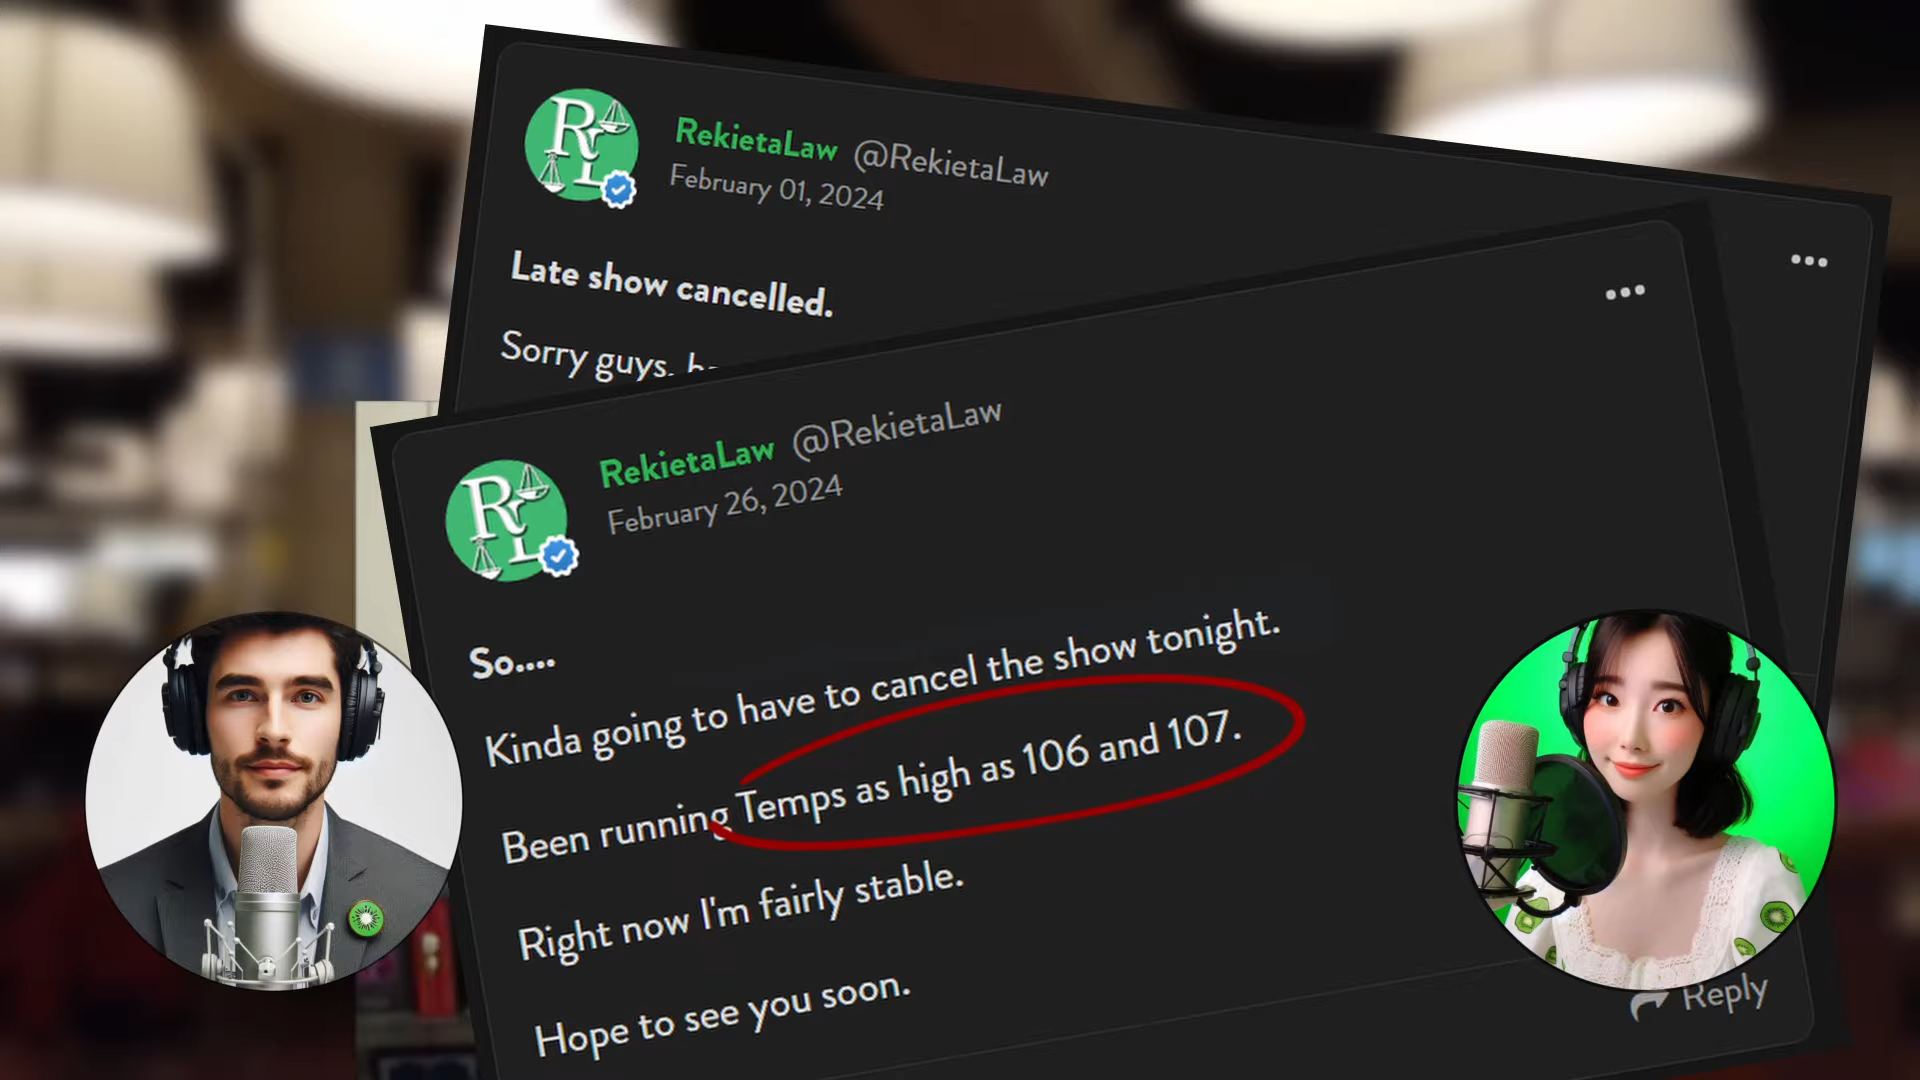 RekietaLaw @RekietaLaw
February 01, 2024
Late show cancelled.
Sorry guys,
RekietaLaw @RekietaLaw
February 26, 2024
So....
Kinda going to have to cancel the show tonight.
Been running Temps as high as 106 and 107.
Right now I'm fairly stable.
Hope to see you soon.
Reply